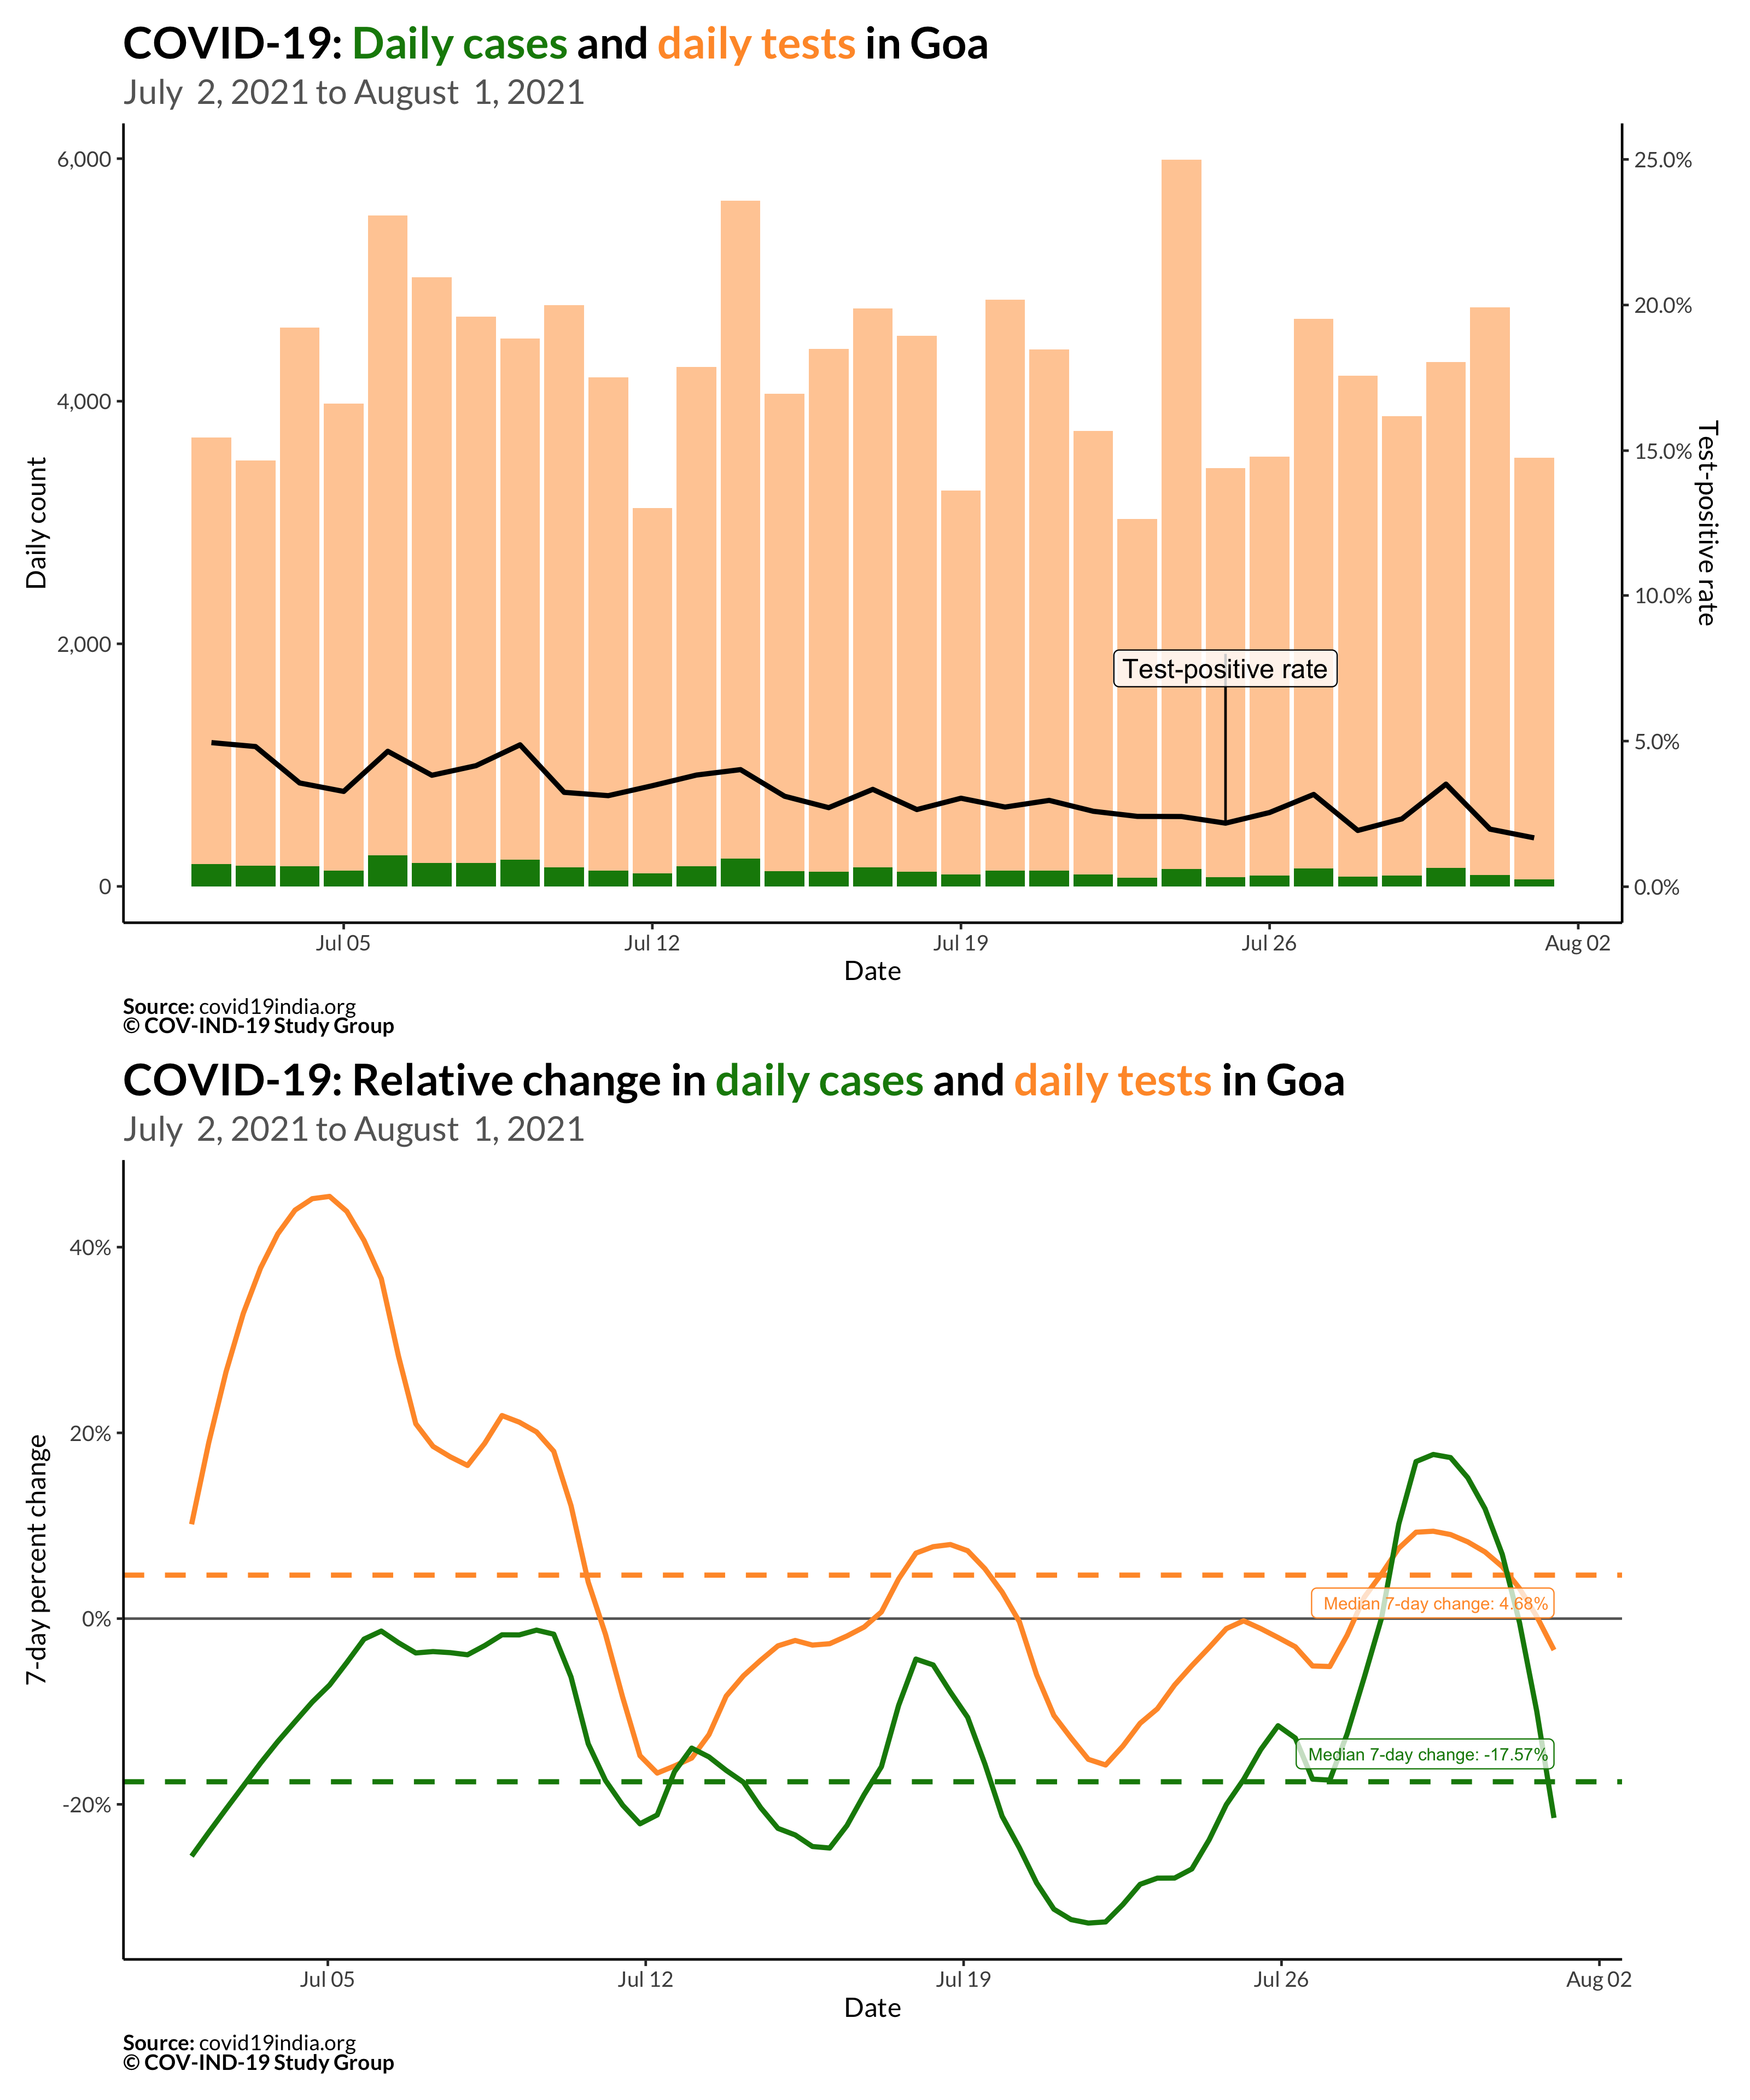 COVID-19: Daily cases and daily tests in Goa
July 2, 2021 to August 1, 2021
6,000
4,000
2,000
0
Daily count
25.0%
20.0%
15.0%
10.0%
5.0%
0.0%
Test-positive rate
Test-positive rate
Jul 05 Jul 12 Jul 19 Jul 26 Aug 02
Date
Source: covid19india.org
© COV-IND-19 Study Group
COVID-19: Relative change in daily cases and daily tests in Goa
July 2, 2021 to August 1, 2021
40%
20%
0%
-20%
7-day percent change
Median 7-day change: 4.68%
Median 7-day change: -17.57%
Jul 05 Jul 12 Jul 19 Jul 26 Aug 02
Date
Source: covid19india.org
© COV-IND-19 Study Group